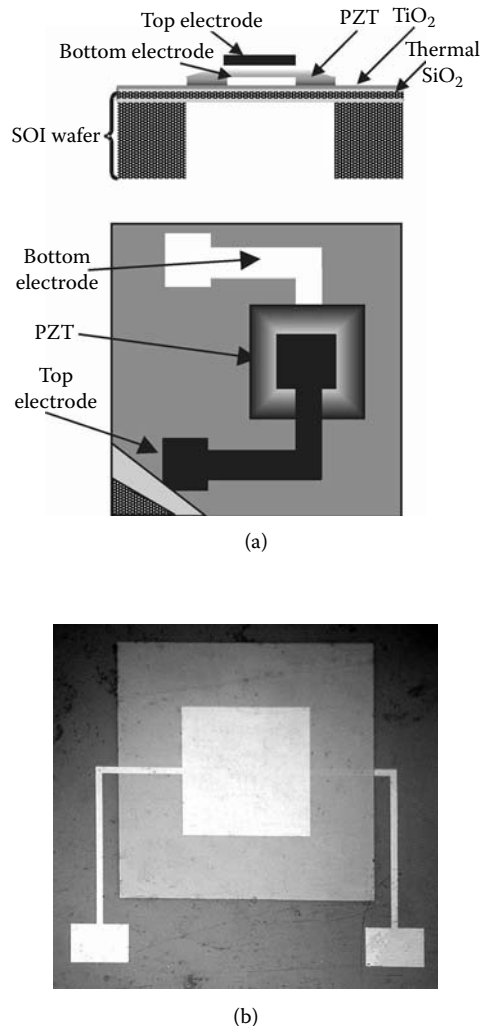 Top electrode
PZT
TiO2
Bottom electrode
Thermal
SiO2
SOI wafer
Bottom
electrode
PZT
Top
electrode
(a)
(b)